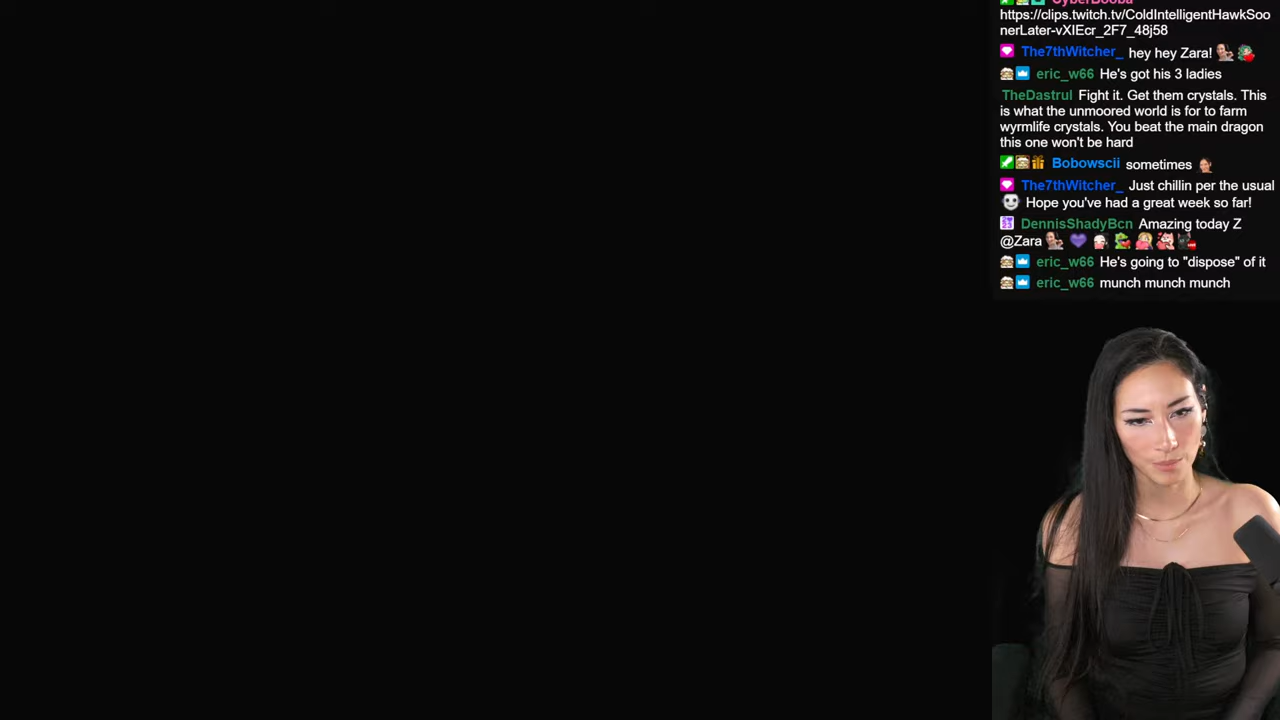 CyberBooba
https://clips.twitch.tv/ColdIntelligentHawkSoo
nerLater-vXIEcr_2F7_48j58
The7thWitcher_ hey hey Zara!
eric_w66 He's got his 3 ladies
TheDastrul Fight it. Get them crystals. This
is what the unmoored world is for to farm
wyrmlife crystals. You beat the main dragon
this one won't be hard
Bobowscii sometimes
The7thWitcher_ Just chillin per the usual
Hope you've had a great week so far!
DennisShadyBcn Amazing today Z
@Zara
eric_w66 He's going to "dispose" of it
eric_w66 munch munch munch